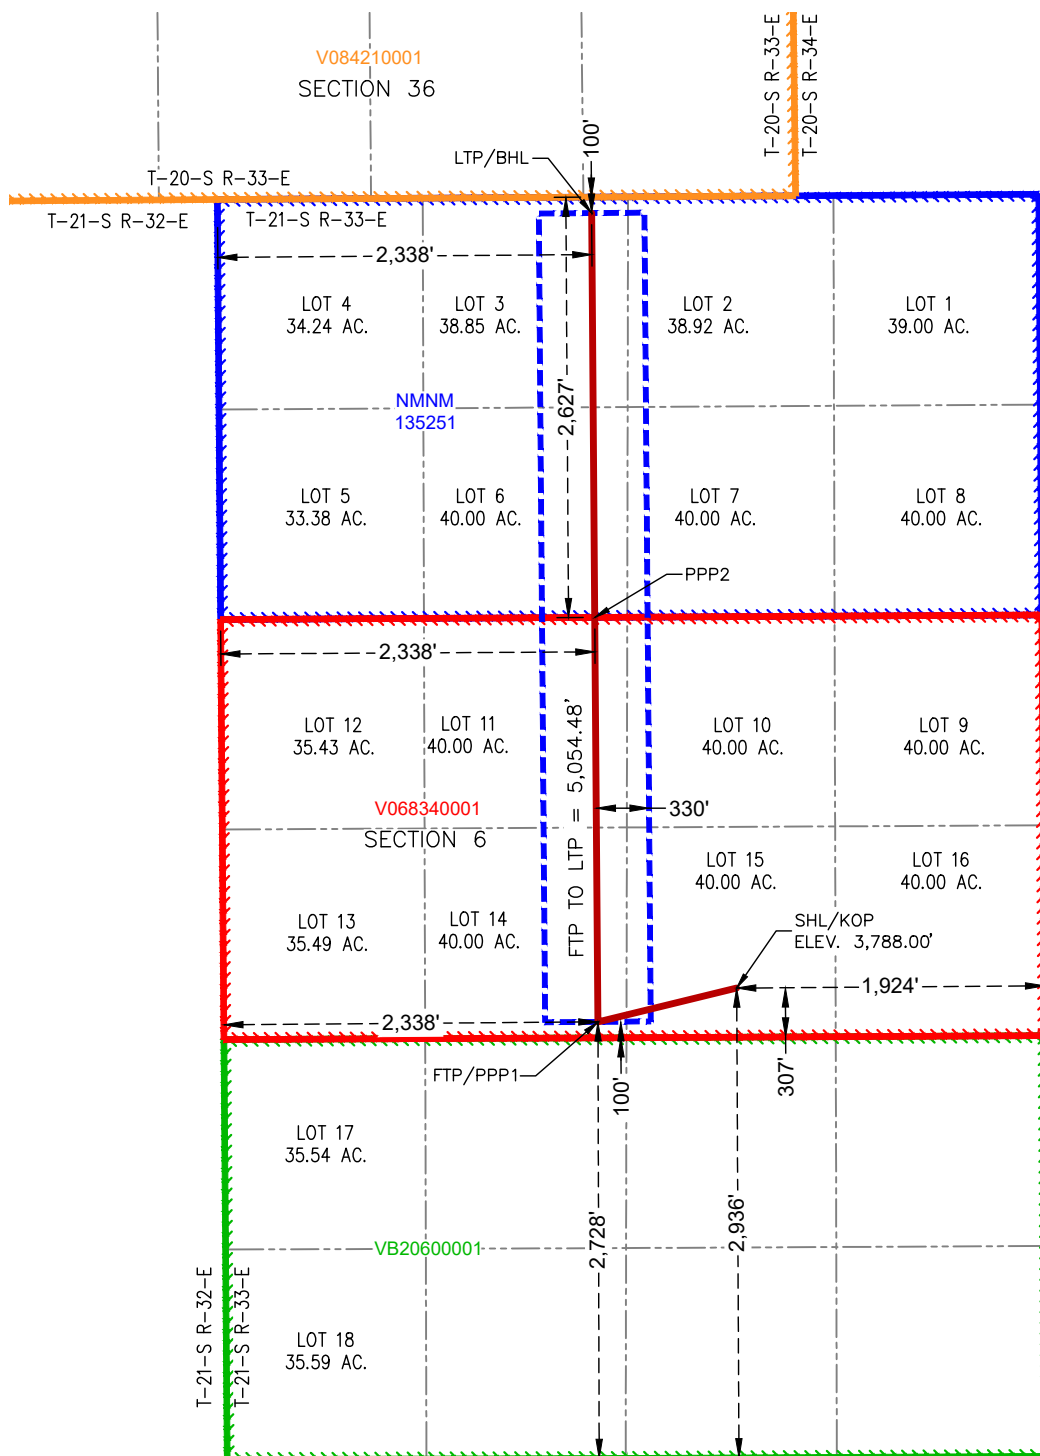 V084210001
SECTION 36
T-20-S R-33-E
T-20-S R-34-E
100'
LTP/BHL
T-20-S R-33-E
T-21-S R-32-E
T-21-S R-33-E
2,338'
LOT 4
34.24 AC.
LOT 3
38.85 AC.
LOT 2
38.92 AC.
LOT 1
39.00 AC.
NMNM
135251
2,627'
LOT 5
33.38 AC.
LOT 6
40.00 AC.
LOT 7
40.00 AC.
LOT 8
40.00 AC.
PPP2
2,338'
LOT 12
35.43 AC.
LOT 11
40.00 AC.
LOT 10
40.00 AC.
LOT 9
40.00 AC.
FTP TO LTP = 5,054.48'
330'
V068340001
SECTION 6
LOT 15
40.00 AC.
LOT 16
40.00 AC.
LOT 13
35.49 AC.
LOT 14
40.00 AC.
SHL/KOP
ELEV. 3,788.00'
1,924'
2,338'
307'
FTP/PPP1
100'
LOT 17
35.54 AC.
2,728'
2,936'
VB20600001
T-21-S R-32-E
T-21-S R-33-E
LOT 18
35.59 AC.